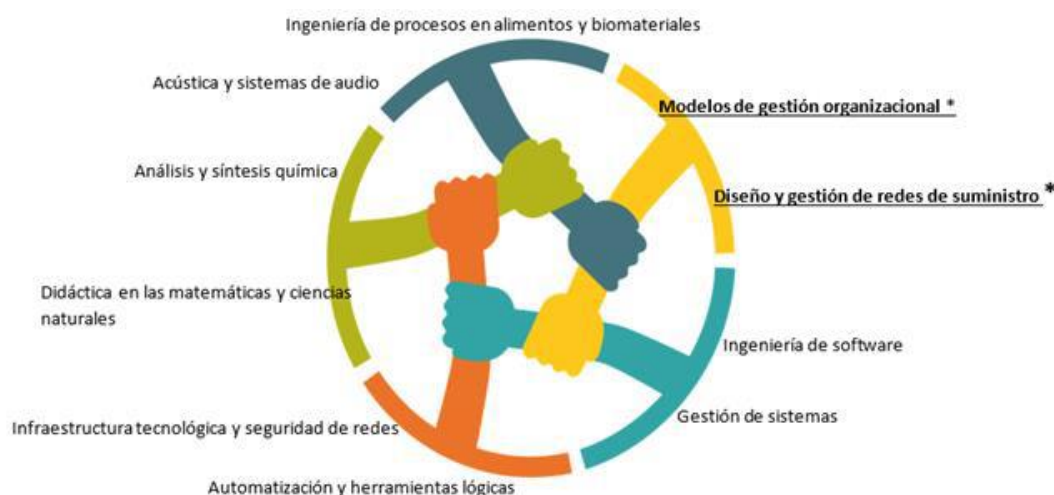 Ingeniería de procesos en alimentos y biomateriales
Acústica y sistemas de audio
Modelos de gestión organizacional *
Análisis y síntesis química
Diseño y gestión de redes de suministro *
Didáctica en las matemáticas y ciencias
naturales
Ingeniería de software
Gestión de sistemas
Infraestructura tecnológica y seguridad de redes
Automatización y herramientas lógicas